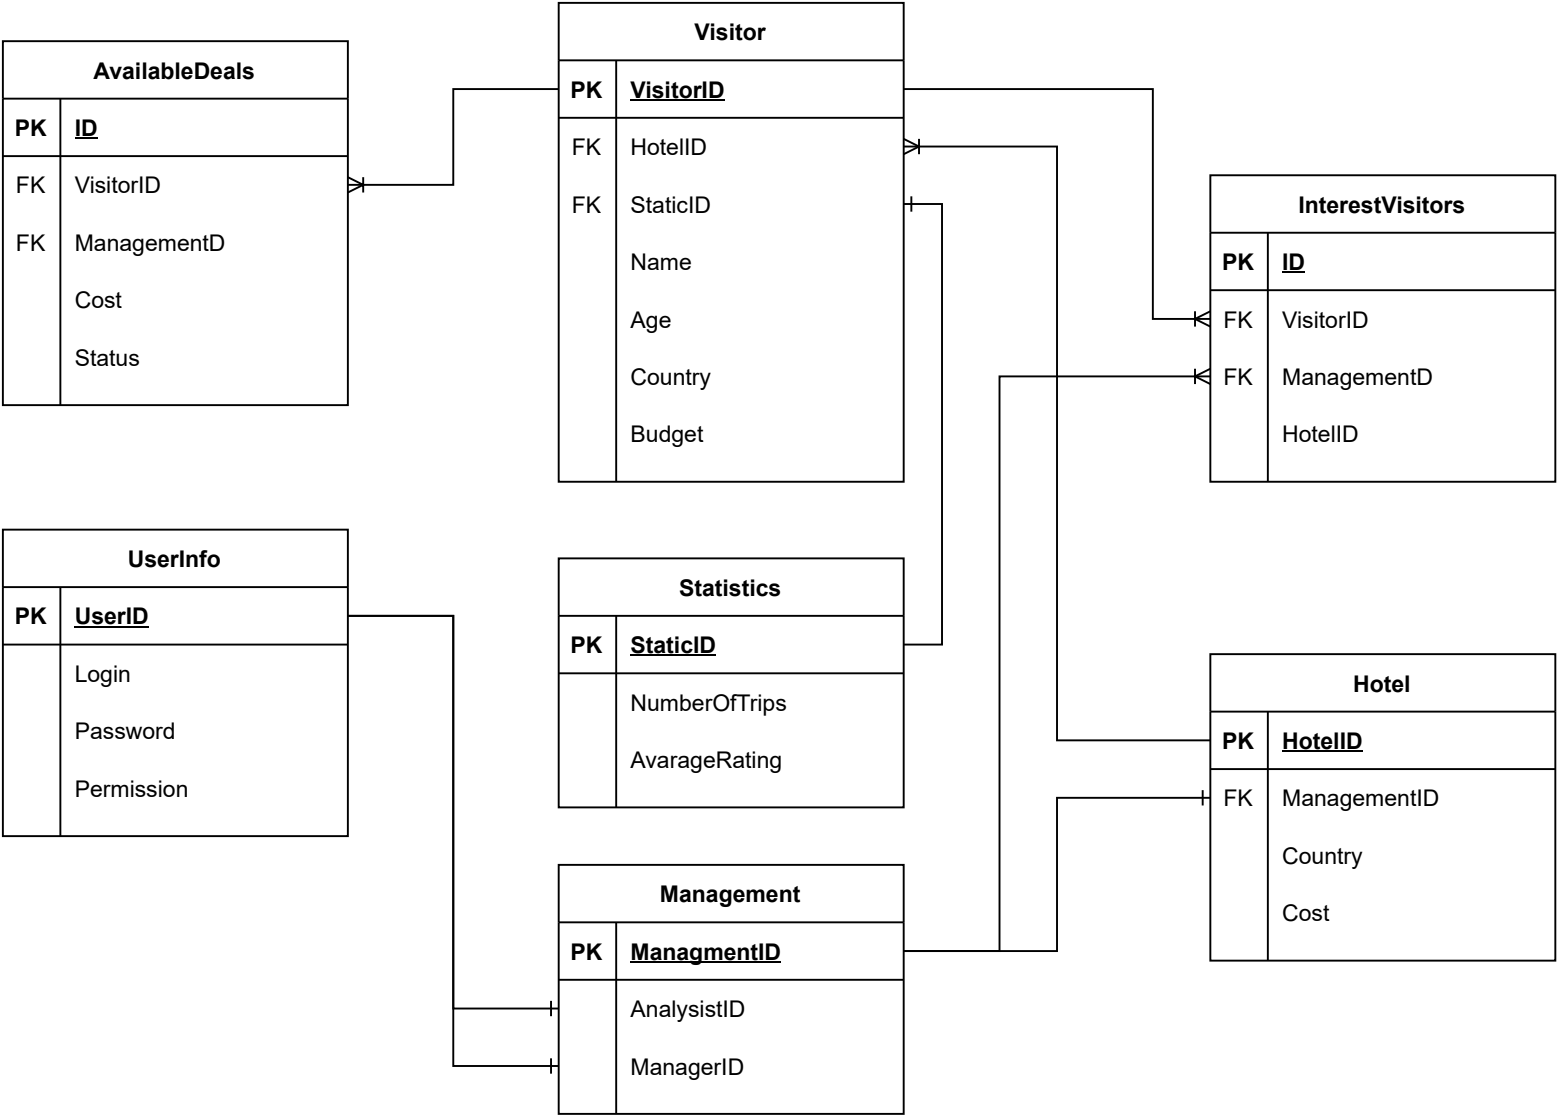 AvailableDeals
PK ID
FK VisitorID
FK ManagementD
Cost
Status
Visitor
PK VisitorID
FK HotelID
FK StaticID
Name
Age
Country
Budget
InterestVisitors
PK ID
FK VisitorID
FK ManagementD
HotelID
UserInfo
PK UserID
Login
Password
Permission
Statistics
PK StaticID
NumberOfTrips
AvarageRating
Hotel
PK HotelID
FK ManagementID
Country
Cost
Management
PK ManagmentID
AnalysistID
ManagerID